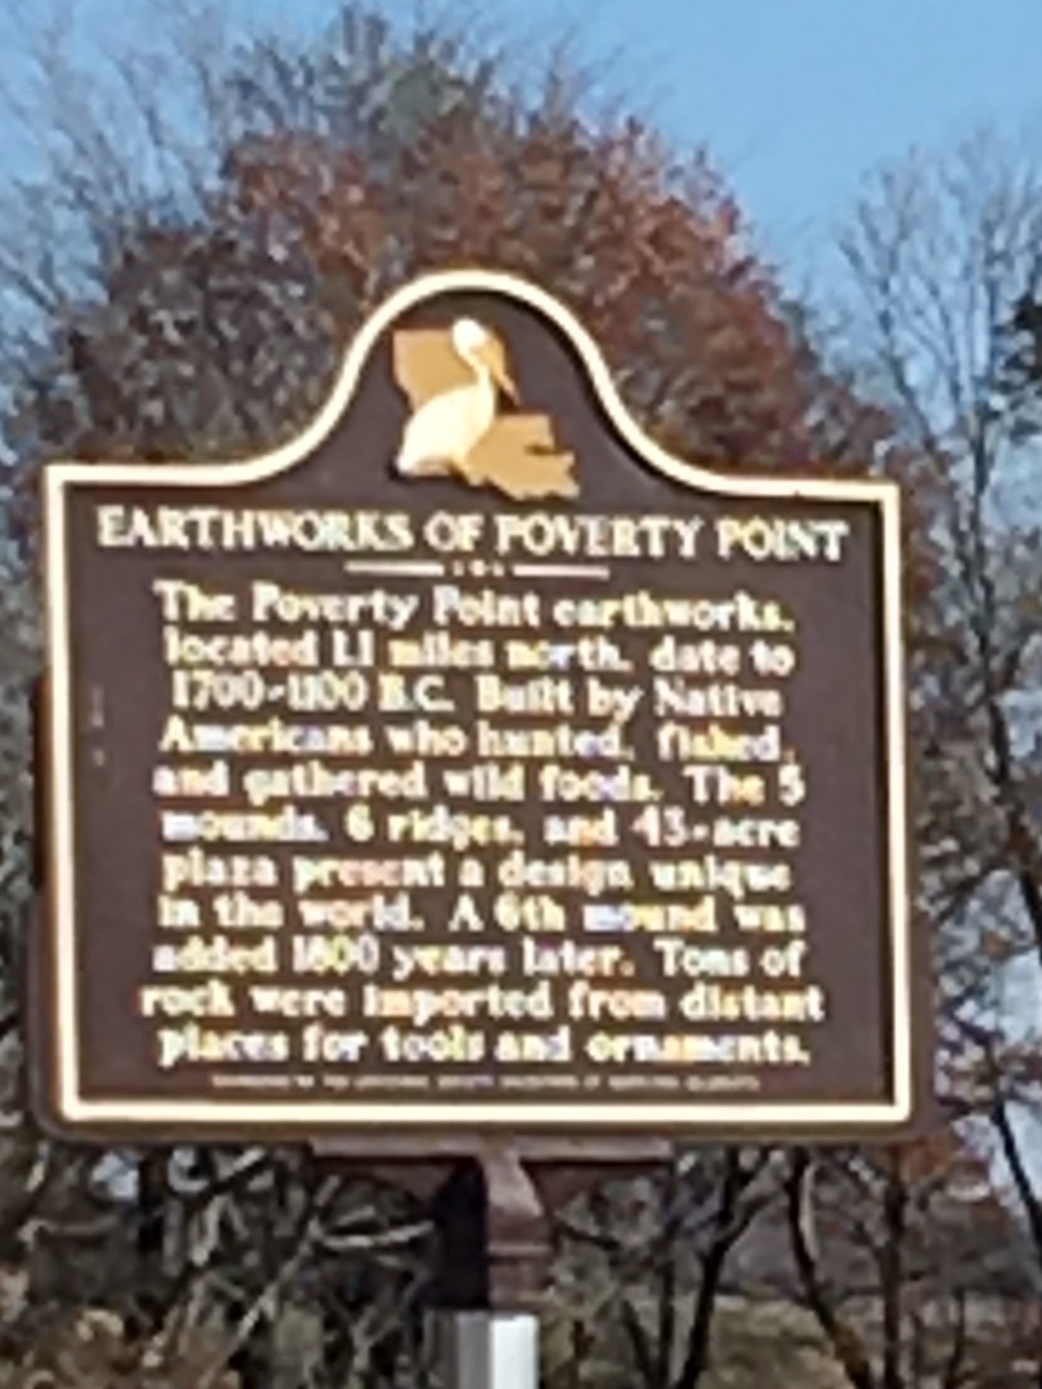 EARTHWORKS OF POVERTY POINT
The Poverty Point earthworks,
located 1.1 miles north, date to
1700-1100 B.C. Built by Native
Americans who hunted, fished,
and gathered wild foods. The 5
mounds, 6 ridges, and 43-acre
plaza present a design unique
in the world. A 6th mound was
added 1800 years later. Tons of
rock were imported from distant
places for tools and ornaments.